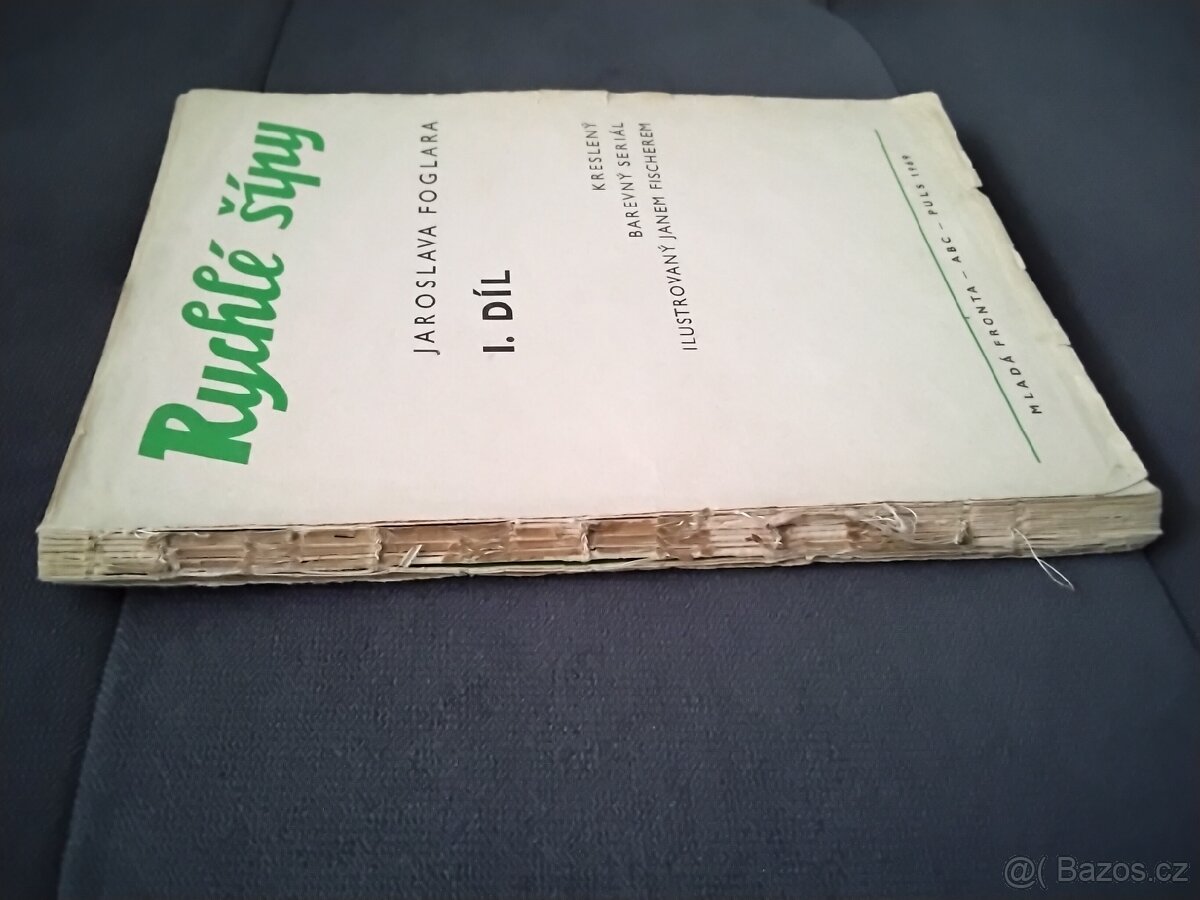 Rychlé šípy
JAROSLAVA FOGLARA
I. DÍL
KRESLENÝ
BAREVNÝ SERIÁL
ILUSTROVANÝ JANEM FISCHEREM
MLADÁ FRONTA – ABC – PULS 1969
@( Bazos.cz